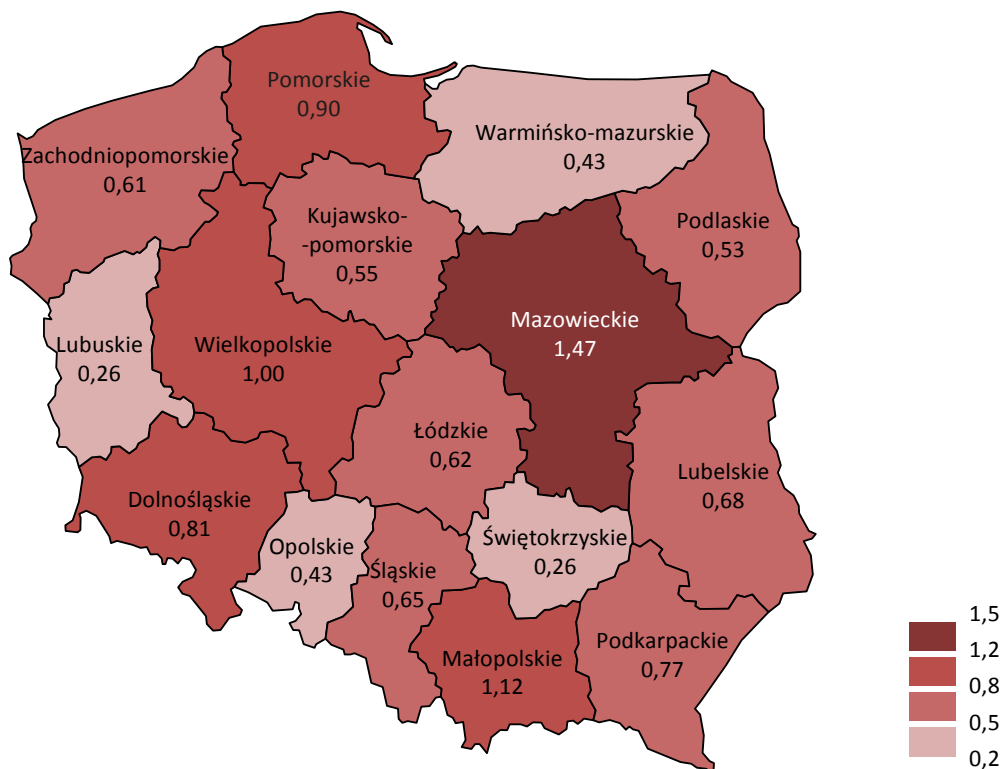 Pomorskie
0,90
Warmińsko-mazurskie
0,43
Zachodniopomorskie
0,61
Kujawsko-
-pomorskie
0,55
Podlaskie
0,53
Mazowieckie
1,47
Lubuskie
0,26
Wielkopolskie
1,00
Łódzkie
0,62
Lubelskie
0,68
Dolnośląskie
0,81
Opolskie
0,43
Śląskie
0,65
Świętokrzyskie
0,26
Małopolskie
1,12
Podkarpackie
0,77
1,5
1,2
0,8
0,5
0,2